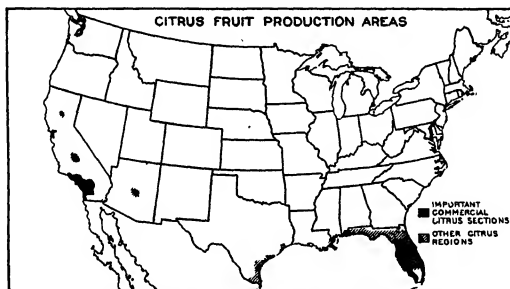 CITRUS FRUIT PRODUCTION AREAS
IMPORTANT
COMMERCIAL
CITRUS SECTIONS
OTHER CITRUS
REGIONS